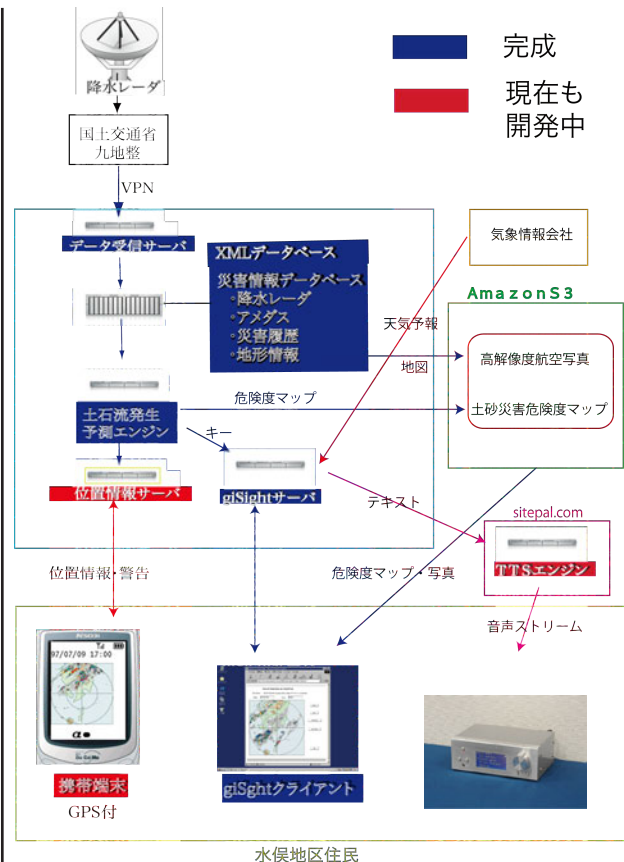 完成
現在も
開発中
降水レーダ
国土交通省
九地整
VPN
データ受信サーバ
XMLデータベース
災害情報データベース
・降水レーダ
・アメダス
・災害履歴
・地形情報
気象情報会社
AmazonS3
天気予報
地図
高解像度航空写真
土砂災害危険度マップ
危険度マップ
土石流発生
予測エンジン
キー
位置情報サーバ
giSightサーバ
テキスト
sitepal.com
TTSエンジン
位置情報・警告
危険度マップ・写真
音声ストリーム
97/07/09 17:00
携帯端末
GPS付
giSghtクライアント
水俣地区住民